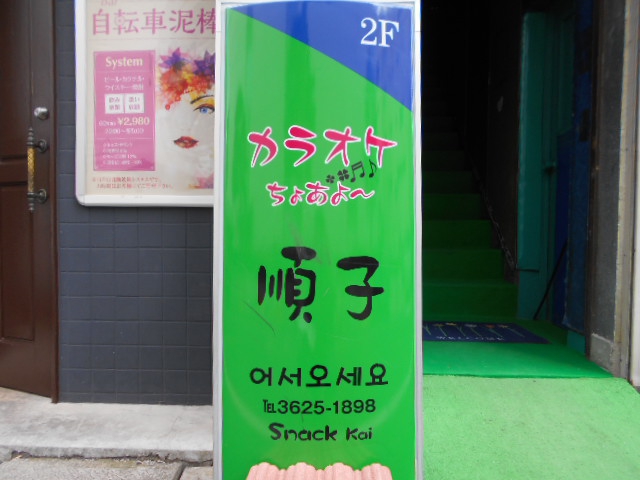 自転車泥棒
System
¥2,980
2F
カラオケ
ちょあよ～
順子
어서오세요
TEL3625-1898
Snack Kai